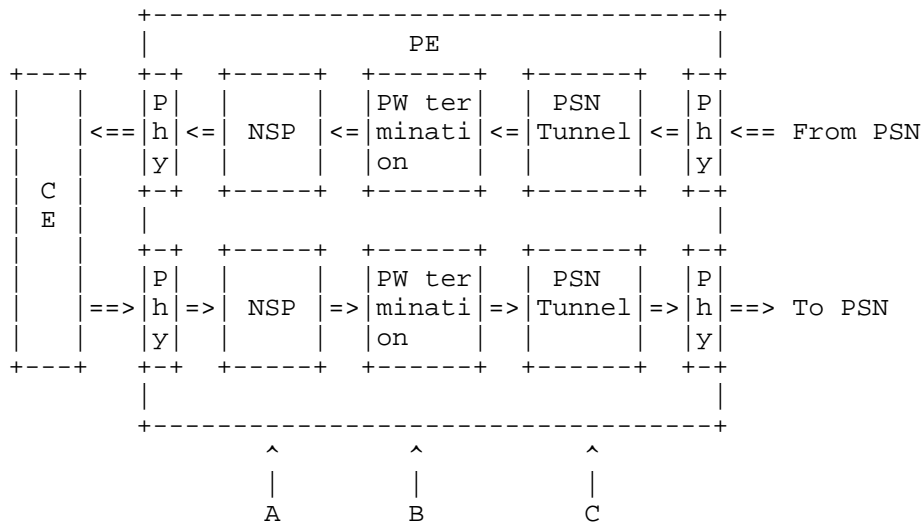 PE
P        PW ter    PSN    P
h   NSP   minati   Tunnel   h   <== From PSN
y        on        y
C
E
P        PW ter    PSN    P
h   NSP   minati   Tunnel   h   ==> To PSN
y        on        y
A   B   C